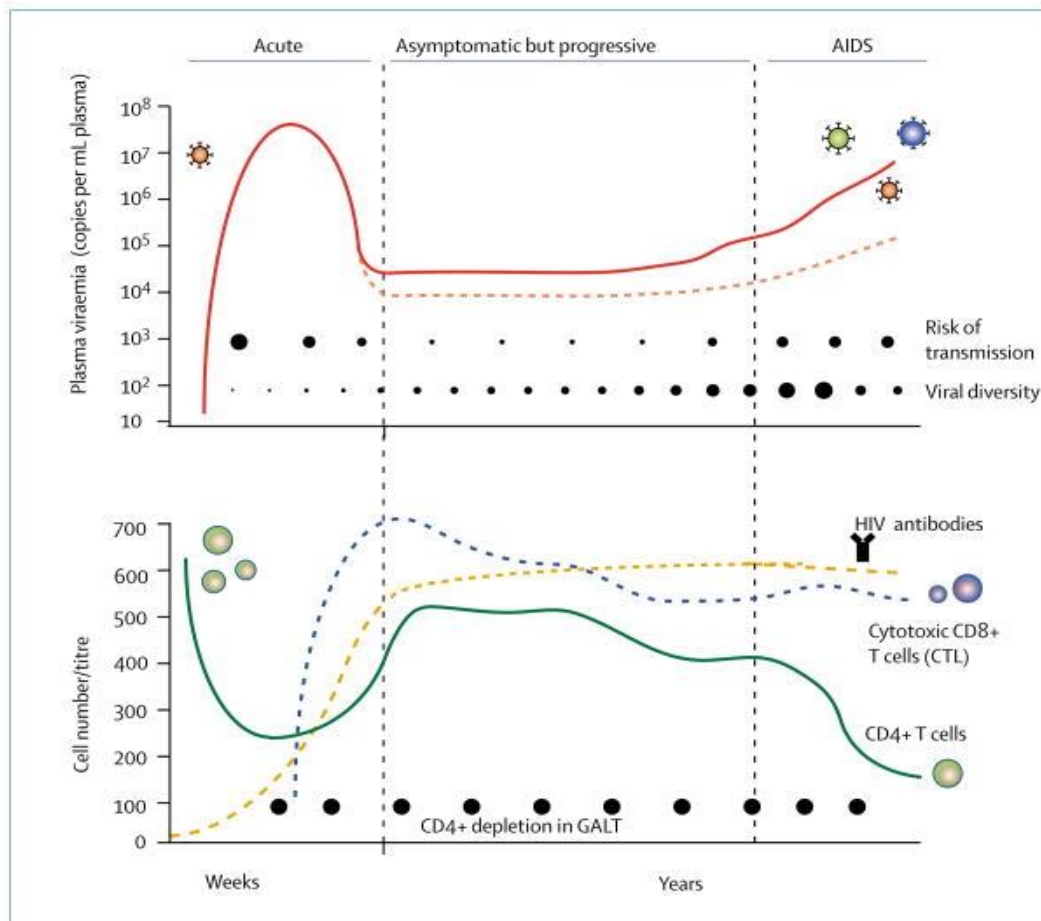 Acute
Asymptomatic but progressive
AIDS
Plasma viraemia (copies per mL plasma)
10⁸
10⁷
10⁶
10⁵
10⁴
10³
10²
10
Risk of
transmission
Viral diversity
Cell number/titre
700
600
500
400
300
200
100
0
HIV antibodies
Cytotoxic CD8+
T cells (CTL)
CD4+ T cells
CD4+ depletion in GALT
Weeks
Years